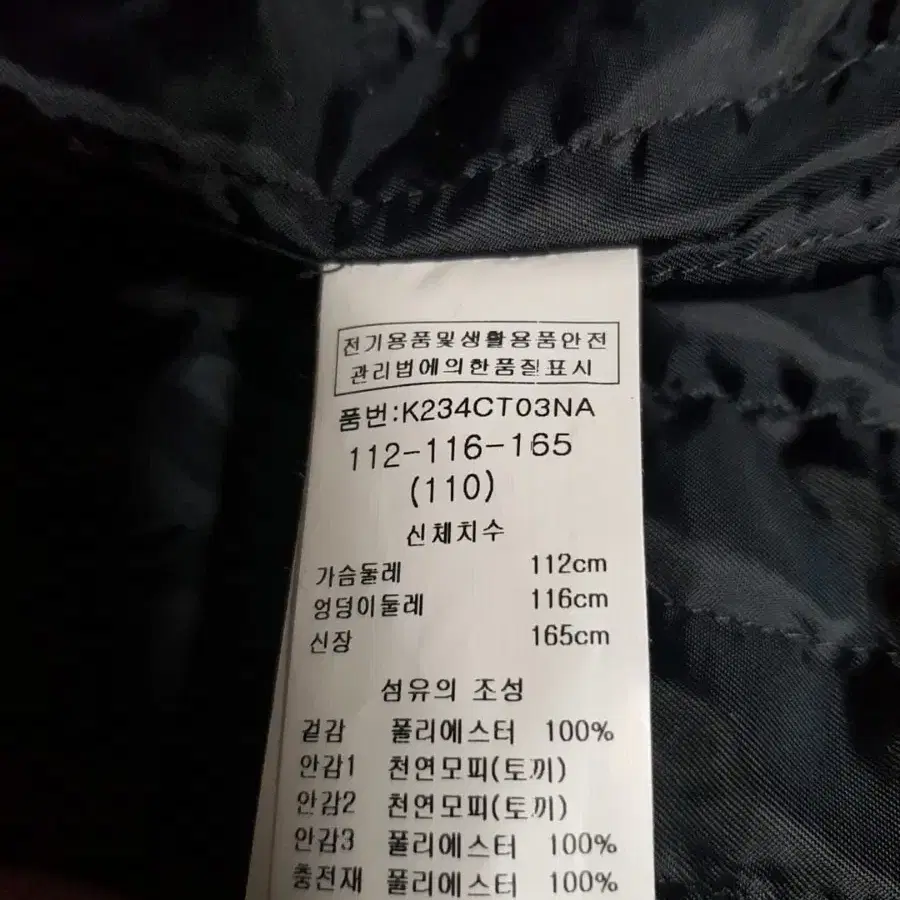 전기용품및생활용품안전
관리법에의한품질표시
품번:K234CT03NA
112-116-165
(110)
신체치수
가슴둘레 112cm
엉덩이둘레 116cm
신장 165cm
섬유의 조성
겉감 폴리에스터 100%
안감1 천연모피(토끼)
안감2 천연모피(토끼)
안감3 폴리에스터 100%
충전재 폴리에스터 100%